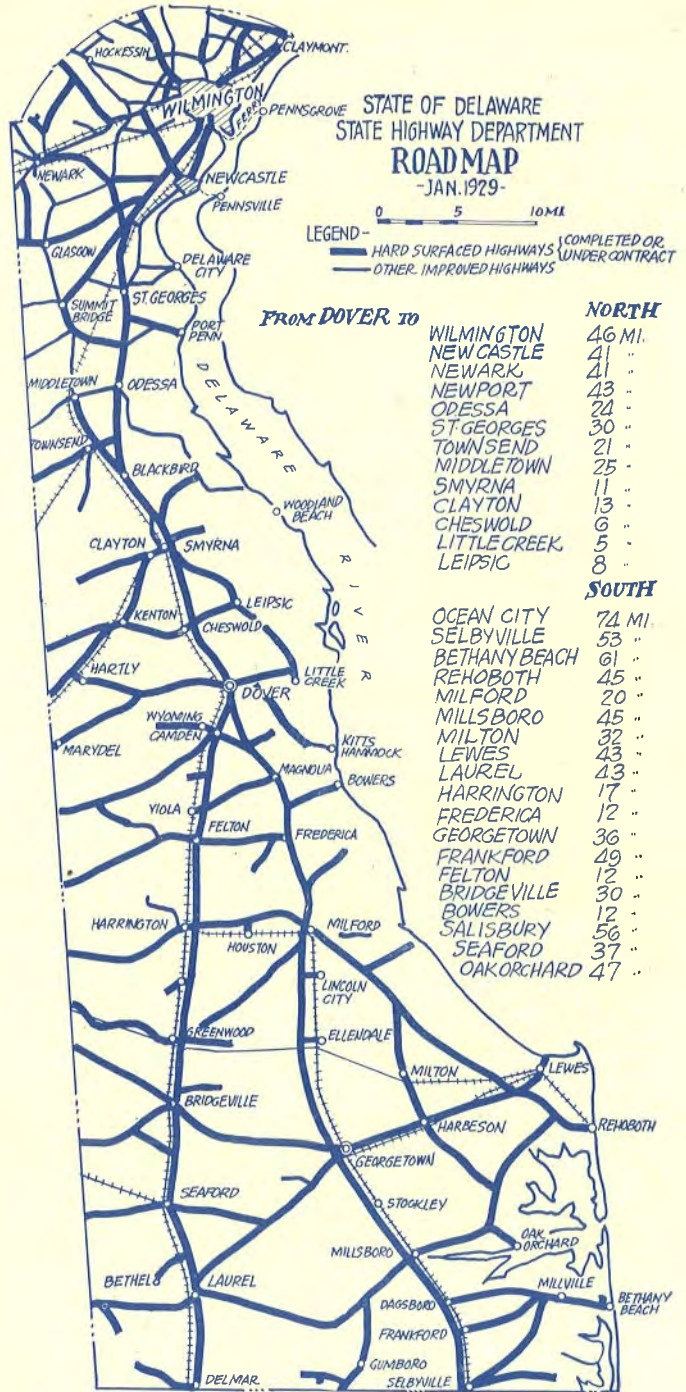 HOCKESSIN
CLAYMONT.
WILMINGTON
FERRY
PENNSGROVE
STATE OF DELAWARE
STATE HIGHWAY DEPARTMENT
ROAD MAP
-JAN. 1929-
0 5 10 MI
LEGEND-
HARD SURFACED HIGHWAYS
OTHER IMPROVED HIGHWAYS
COMPLETED OR
UNDER CONTRACT
NEWARK
NEWCASTLE
PENNSVILLE
GLASGOW
DELAWARE
CITY
SUMMIT
BRIDGE
ST. GEORGES
PORT
PENN
MIDDLETOWN
ODESSA
DELAWARE
RIVER
TOWNSEND
BLACKBIRD
WOODLAND
BEACH
CLAYTON
SMYRNA
LEIPSIC
KENTON
CHESWOLD
HARTLY
LITTLE
CREEK
DOVER
WYOMING
CAMDEN
MARYDEL
KITTS
HAMMOCK
MAGNOLIA
BOWERS
VIOLA
FELTON
FREDERICA
HARRINGTON
HOUSTON
MILFORD
LINCOLN
CITY
GREENWOOD
ELLENDALE
MILTON
LEWES
BRIDGEVILLE
HARBESON
REHOBOTH
GEORGETOWN
SEAFORD
STOCKLEY
OAK
ORCHARD
MILLSBORO
BETHEL
LAUREL
MILLVILLE
DAGSBORO
BETHANY
BEACH
FRANKFORD
GUMBORO
DELMAR
SELBYVILLE
FROM DOVER TO
NORTH
WILMINGTON 46 MI.
NEW CASTLE 41 "
NEWARK 41 "
NEWPORT 43 "
ODESSA 24 "
ST GEORGES 30 "
TOWNSEND 21 "
MIDDLETOWN 25 "
SMYRNA 11 "
CLAYTON 13 "
CHESWOLD 6 "
LITTLE CREEK 5 "
LEIPSIC 8 "
SOUTH
OCEAN CITY 74 MI.
SELBYVILLE 53 "
BETHANY BEACH 61 "
REHOBOTH 45 "
MILFORD 20 "
MILLSBORO 45 "
MILTON 32 "
LEWES 43 "
LAUREL 43 "
HARRINGTON 17 "
FREDERICA 12 "
GEORGETOWN 36 "
FRANKFORD 49 "
FELTON 12 "
BRIDGEVILLE 30 "
BOWERS 12 "
SALISBURY 56 "
SEAFORD 37 "
OAK ORCHARD 47 "